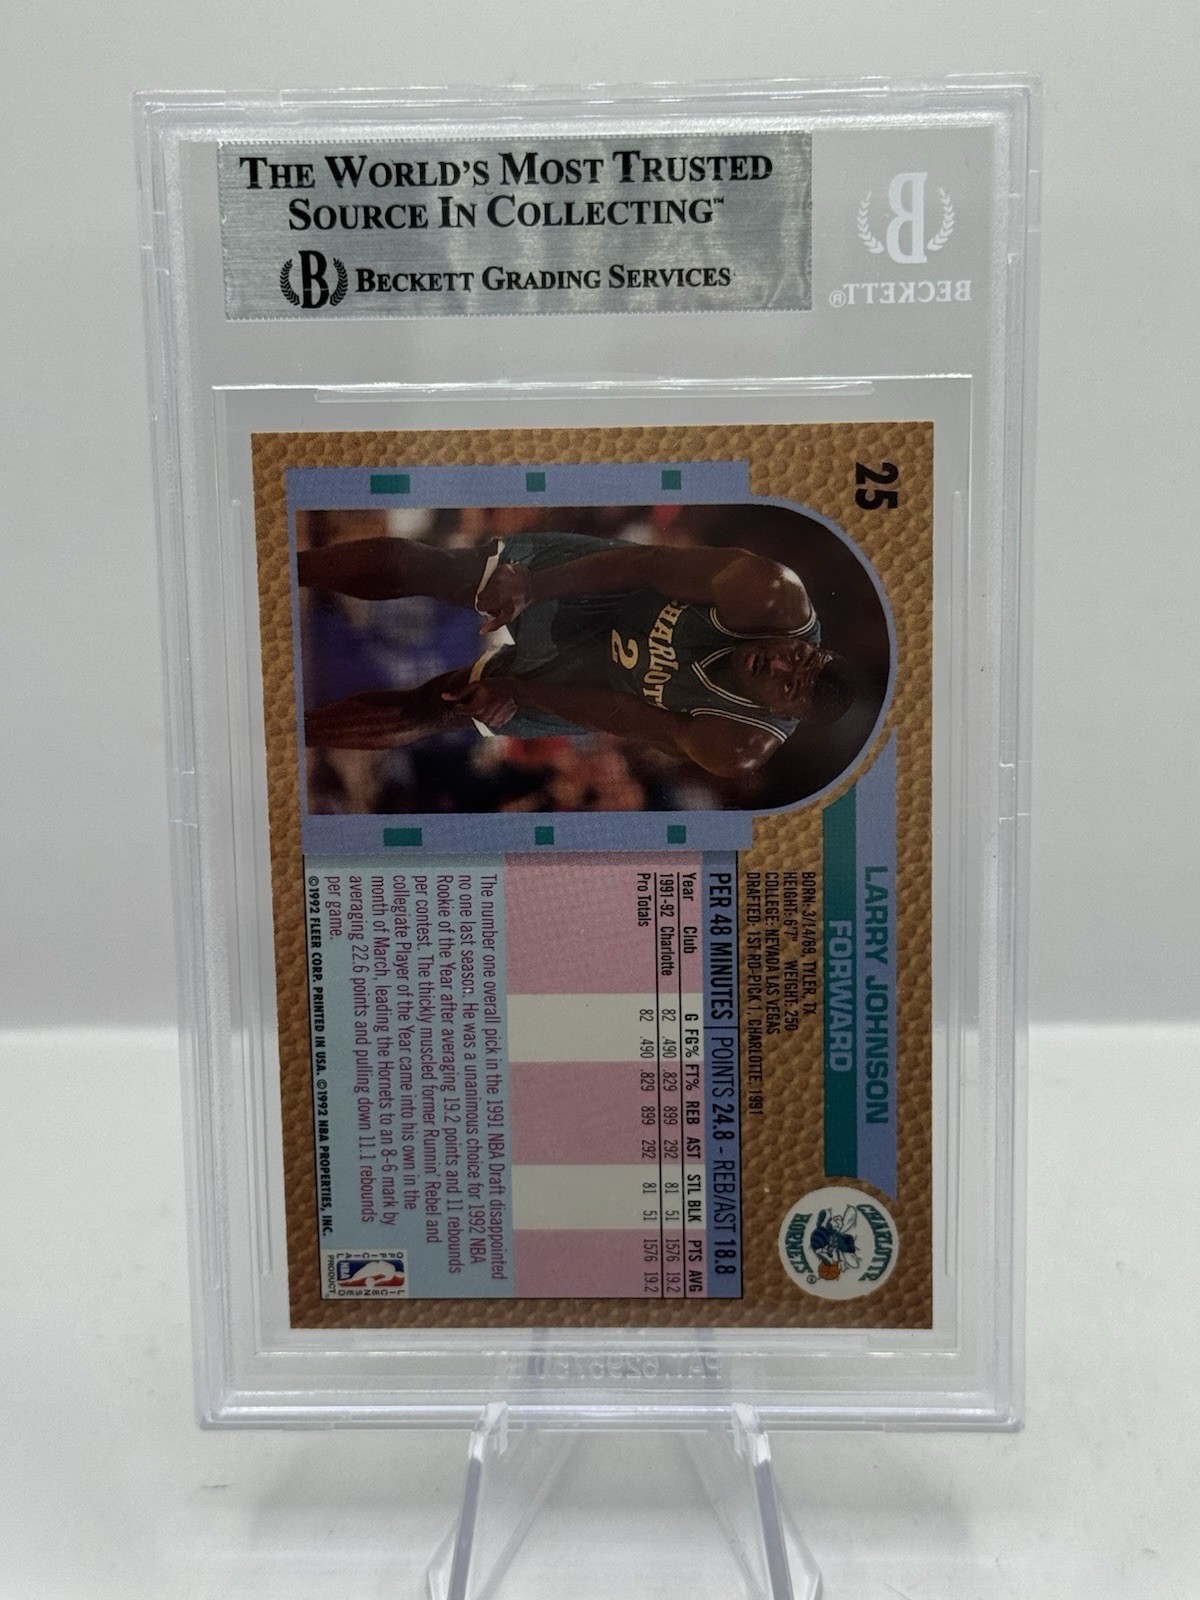 THE WORLD'S MOST TRUSTED
SOURCE IN COLLECTING™
B BECKETT GRADING SERVICES
B
BECKETT®
25
LARRY JOHNSON
FORWARD
CHARLOTTE
HORNETS
BORN: 3/14/69, TYLER, TX
HEIGHT: 6'7" WEIGHT: 250
COLLEGE: NEVADA LAS VEGAS
DRAFTED: 1ST RD-PICK 1, CHARLOTTE, 1991
CHARLOT
2
PER 48 MINUTES | POINTS 24.8 - REB/AST 18.8
Year Club G FG% FT% REB AST STL BLK PTS AVG
1991-92 Charlotte 82 .490 .829 899 292 81 51 1576 19.2
Pro Totals 82 .490 .829 899 292 81 51 1576 19.2
The number one overall pick in the 1991 NBA Draft disappointed
no one last season. He was a unanimous choice for 1992 NBA
Rookie of the Year after averaging 19.2 points and 11 rebounds
per contest. The thickly muscled former Runnin' Rebel and
collegiate Player of the Year came into his own in the
month of March, leading the Hornets to an 8-6 mark by
averaging 22.6 points and pulling down 11.1 rebounds
per game.
©1992 FLEER CORP. PRINTED IN USA. ©1992 NBA PROPERTIES, INC.
OFFICIAL
NBA
LICENSED
PRODUCT